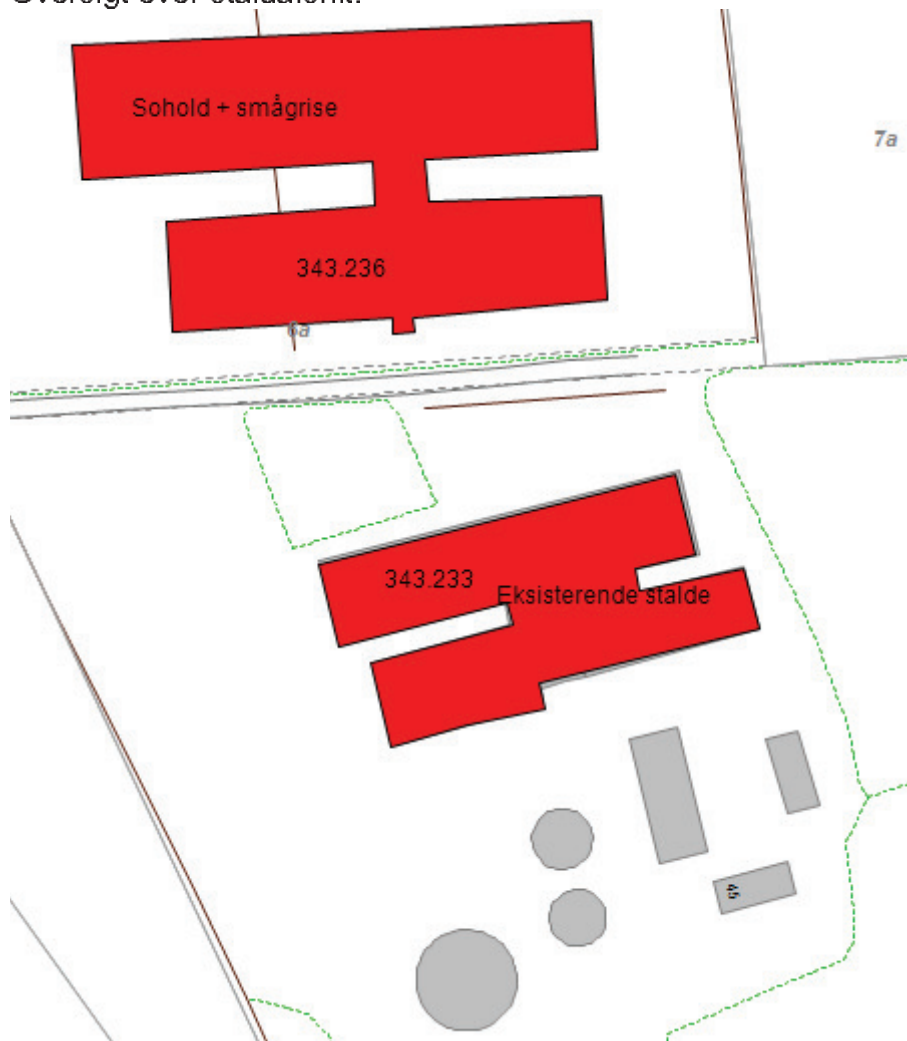 Sohold + smågrise
7a
343.236
6a
343.233
Eksisterende stalde